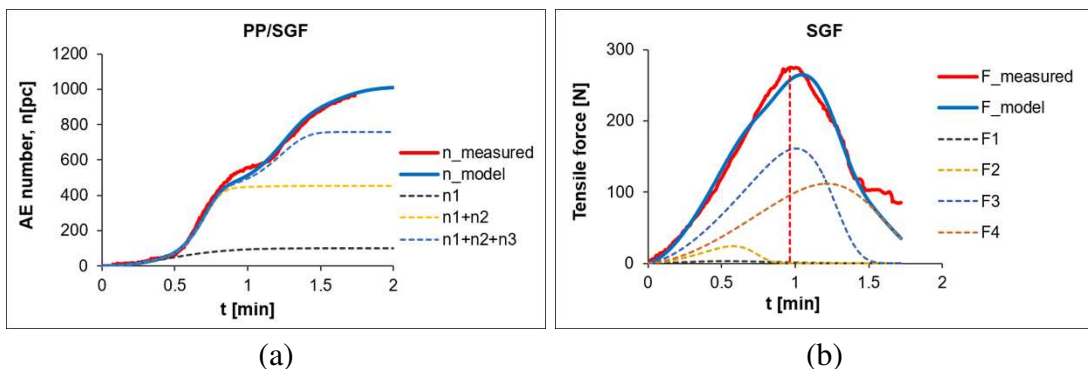 PP/SGF
1200
1000
800
600
400
200
0
AE number, n[pc]
0 0.5 1 1.5 2
t [min]
n_measured
n_model
n1
n1+n2
n1+n2+n3
(a)
SGF
300
200
100
0
Tensile force [N]
0 0.5 1 1.5 2
t [min]
F_measured
F_model
F1
F2
F3
F4
(b)